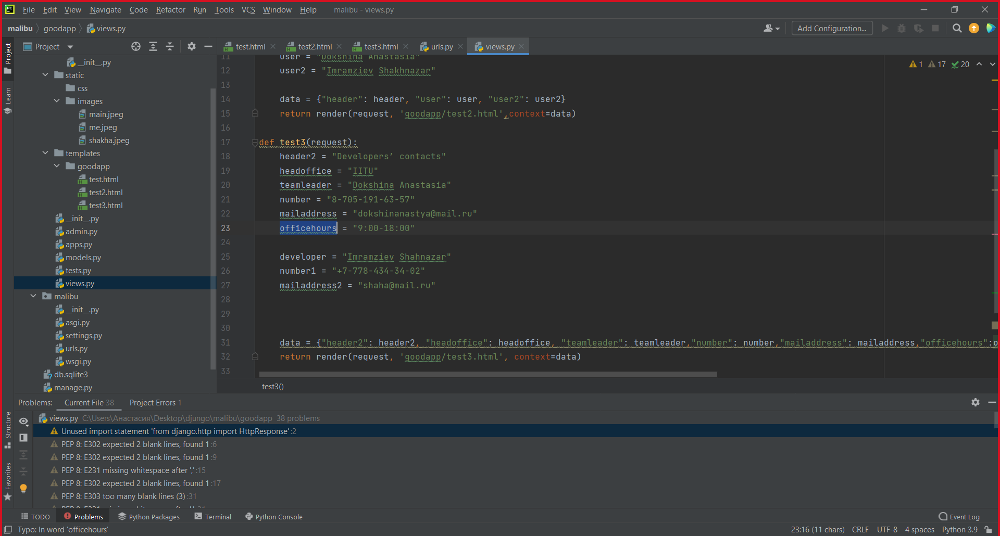 File Edit View Navigate Code Refactor Run Tools VCS Window Help malibu - views.py
malibu goodapp views.py Add Configuration...
Project
test.html test2.html test3.html urls.py views.py
Project
Learn
Structure
Favorites
__init__.py
static
css
images
main.jpeg
me.jpeg
shakha.jpeg
templates
goodapp
test.html
test2.html
test3.html
__init__.py
admin.py
apps.py
models.py
tests.py
views.py
malibu
__init__.py
asgi.py
settings.py
urls.py
wsgi.py
db.sqlite3
manage.py
1 17 20
11 user = "Dokshina Anastasia"
12 user2 = "Imramziev Shakhnazar"
13
14 data = {"header": header, "user": user, "user2": user2}
15 return render(request, 'goodapp/test2.html',context=data)
16
17 def test3(request):
18 header2 = "Developers’ contacts"
19 headoffice = "IITU"
20 teamleader = "Dokshina Anastasia"
21 number = "8-705-191-63-57"
22 mailaddress = "dokshinanastya@mail.ru"
23 officehours = "9:00-18:00"
24
25 developer = "Imramziev Shahnazar"
26 number1 = "+7-778-434-34-02"
27 mailaddress2 = "shaha@mail.ru"
28
29
30
31 data = {"header2": header2, "headoffice": headoffice, "teamleader": teamleader,"number": number,"mailaddress": mailaddress,"officehours":o
32 return render(request, 'goodapp/test3.html', context=data)
33
test3()
Problems: Current File 38 Project Errors 1
views.py C:\Users\Анастасия\Desktop\djungo\malibu\goodapp 38 problems
Unused import statement 'from django.http import HttpResponse' :2
PEP 8: E302 expected 2 blank lines, found 1 :6
PEP 8: E302 expected 2 blank lines, found 1 :9
PEP 8: E231 missing whitespace after ',' :15
PEP 8: E302 expected 2 blank lines, found 1 :17
PEP 8: E303 too many blank lines (3) :31
TODO Problems Python Packages Terminal Python Console Event Log
Typo: In word 'officehours' 23:16 (11 chars) CRLF UTF-8 4 spaces Python 3.9